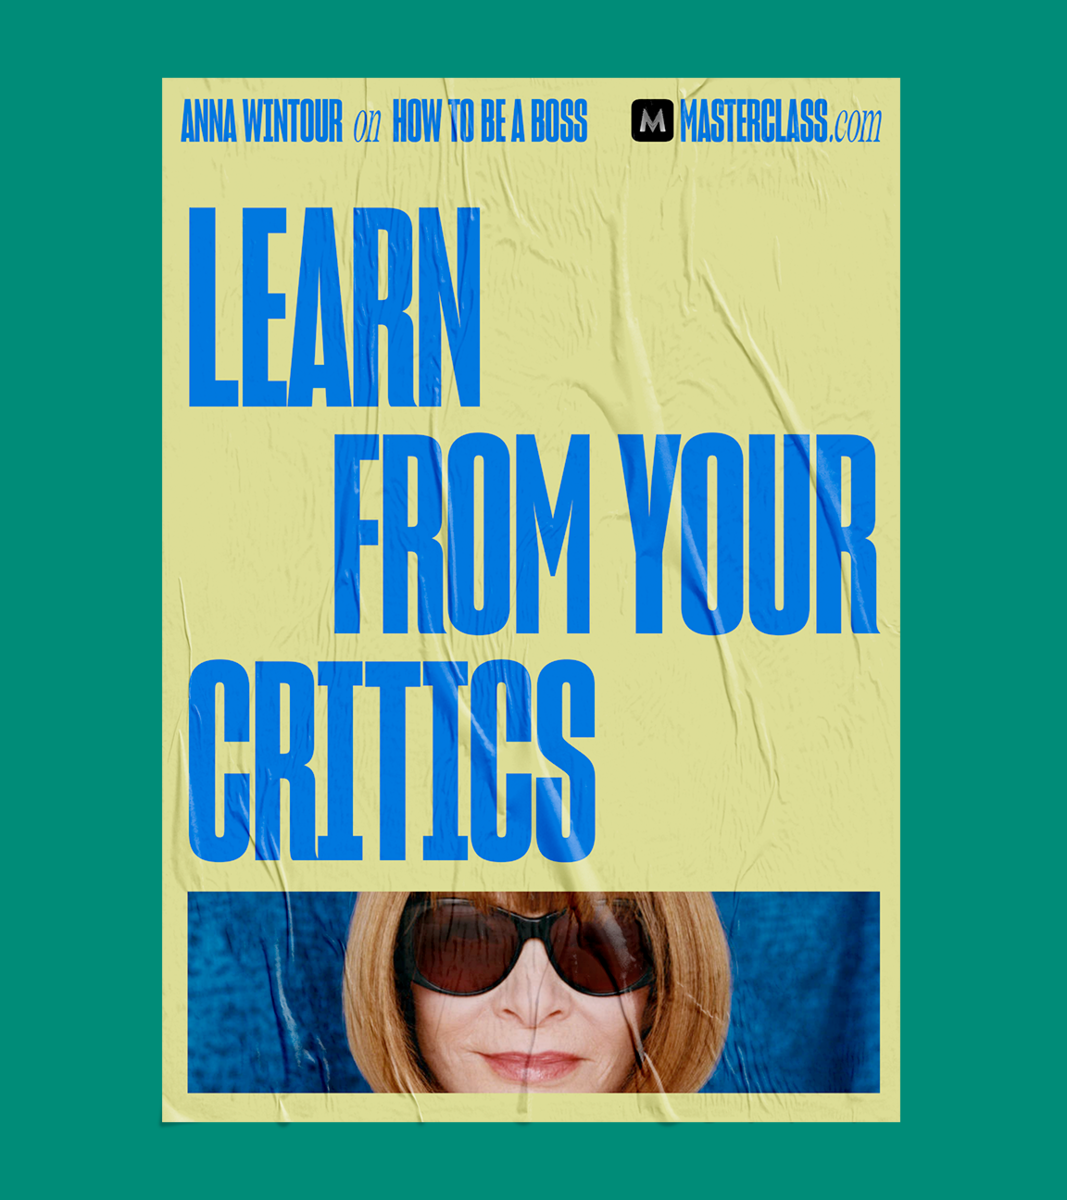 ANNA WINTOUR on HOW TO BE A BOSS
M MASTERCLASS.com
LEARN
FROM YOUR
CRITICS